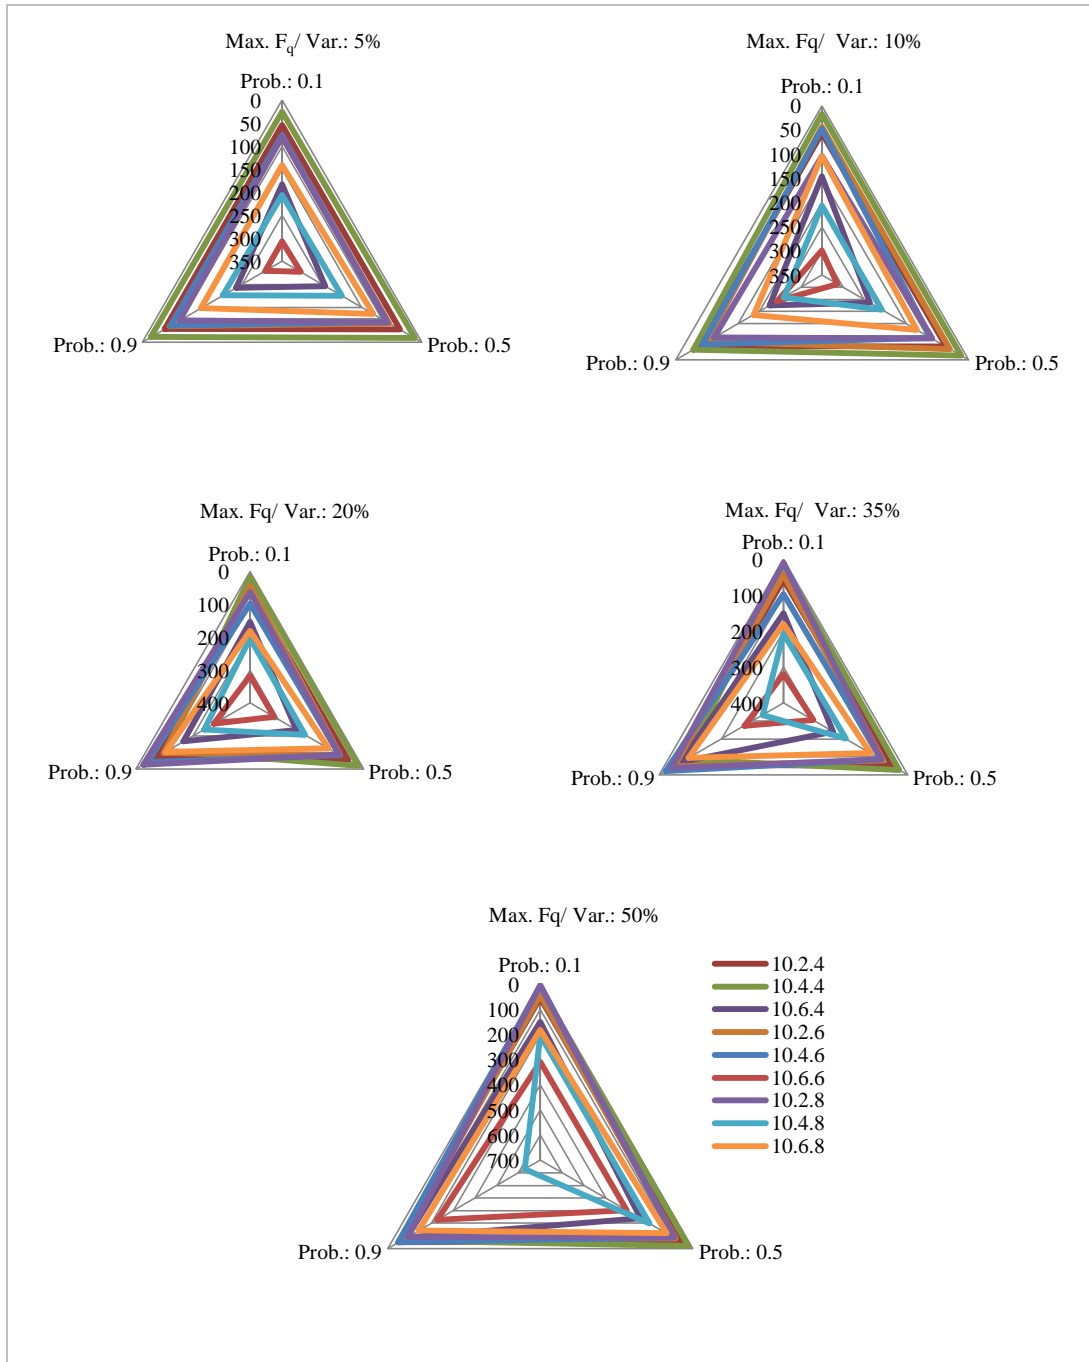 Max. Fq/ Var.: 5%
Prob.: 0.1
0
50
100
150
200
250
300
350
Prob.: 0.9
Prob.: 0.5
Max. Fq/ Var.: 10%
Prob.: 0.1
0
50
100
150
200
250
300
350
Prob.: 0.9
Prob.: 0.5
Max. Fq/ Var.: 20%
Prob.: 0.1
0
100
200
300
400
Prob.: 0.9
Prob.: 0.5
Max. Fq/ Var.: 35%
Prob.: 0.1
0
100
200
300
400
Prob.: 0.9
Prob.: 0.5
Max. Fq/ Var.: 50%
Prob.: 0.1
0
100
200
300
400
500
600
700
Prob.: 0.9
Prob.: 0.5
10.2.4
10.4.4
10.6.4
10.2.6
10.4.6
10.6.6
10.2.8
10.4.8
10.6.8